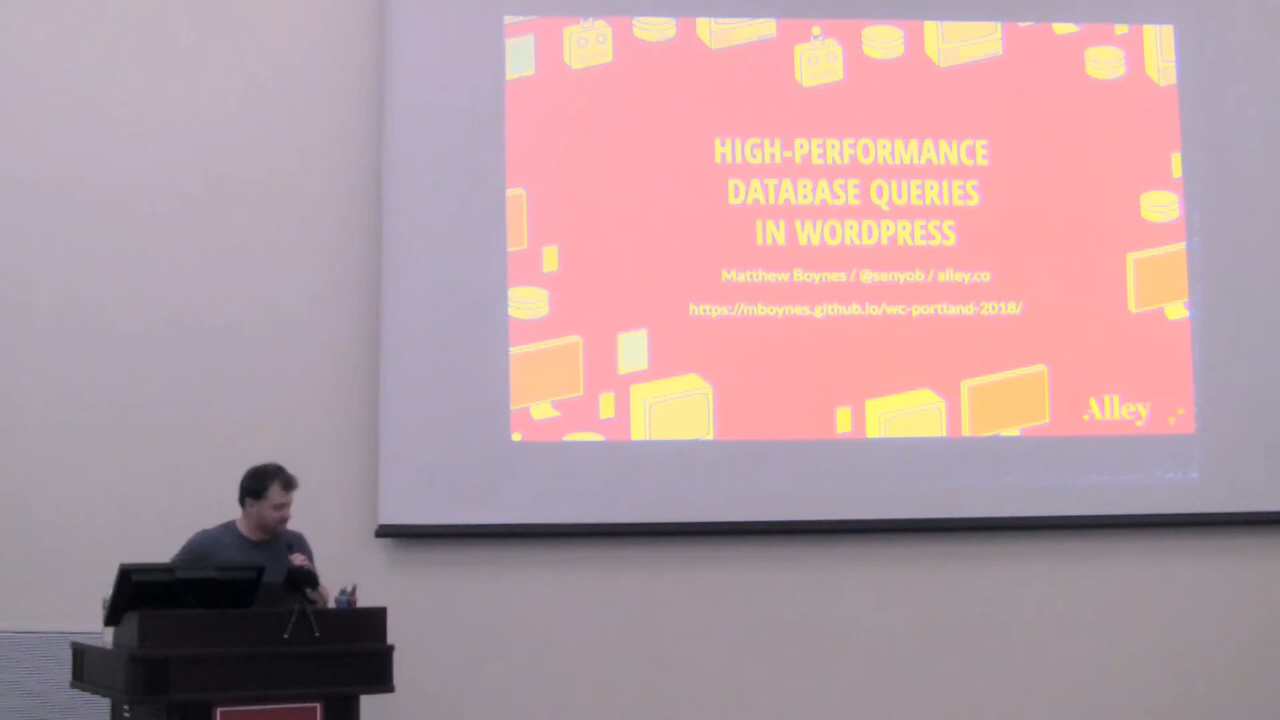 HIGH-PERFORMANCE
DATABASE QUERIES
IN WORDPRESS
Matthew Boynes / @senyob / alley.co
https://mboynes.github.io/wc-portland-2018/
Alley